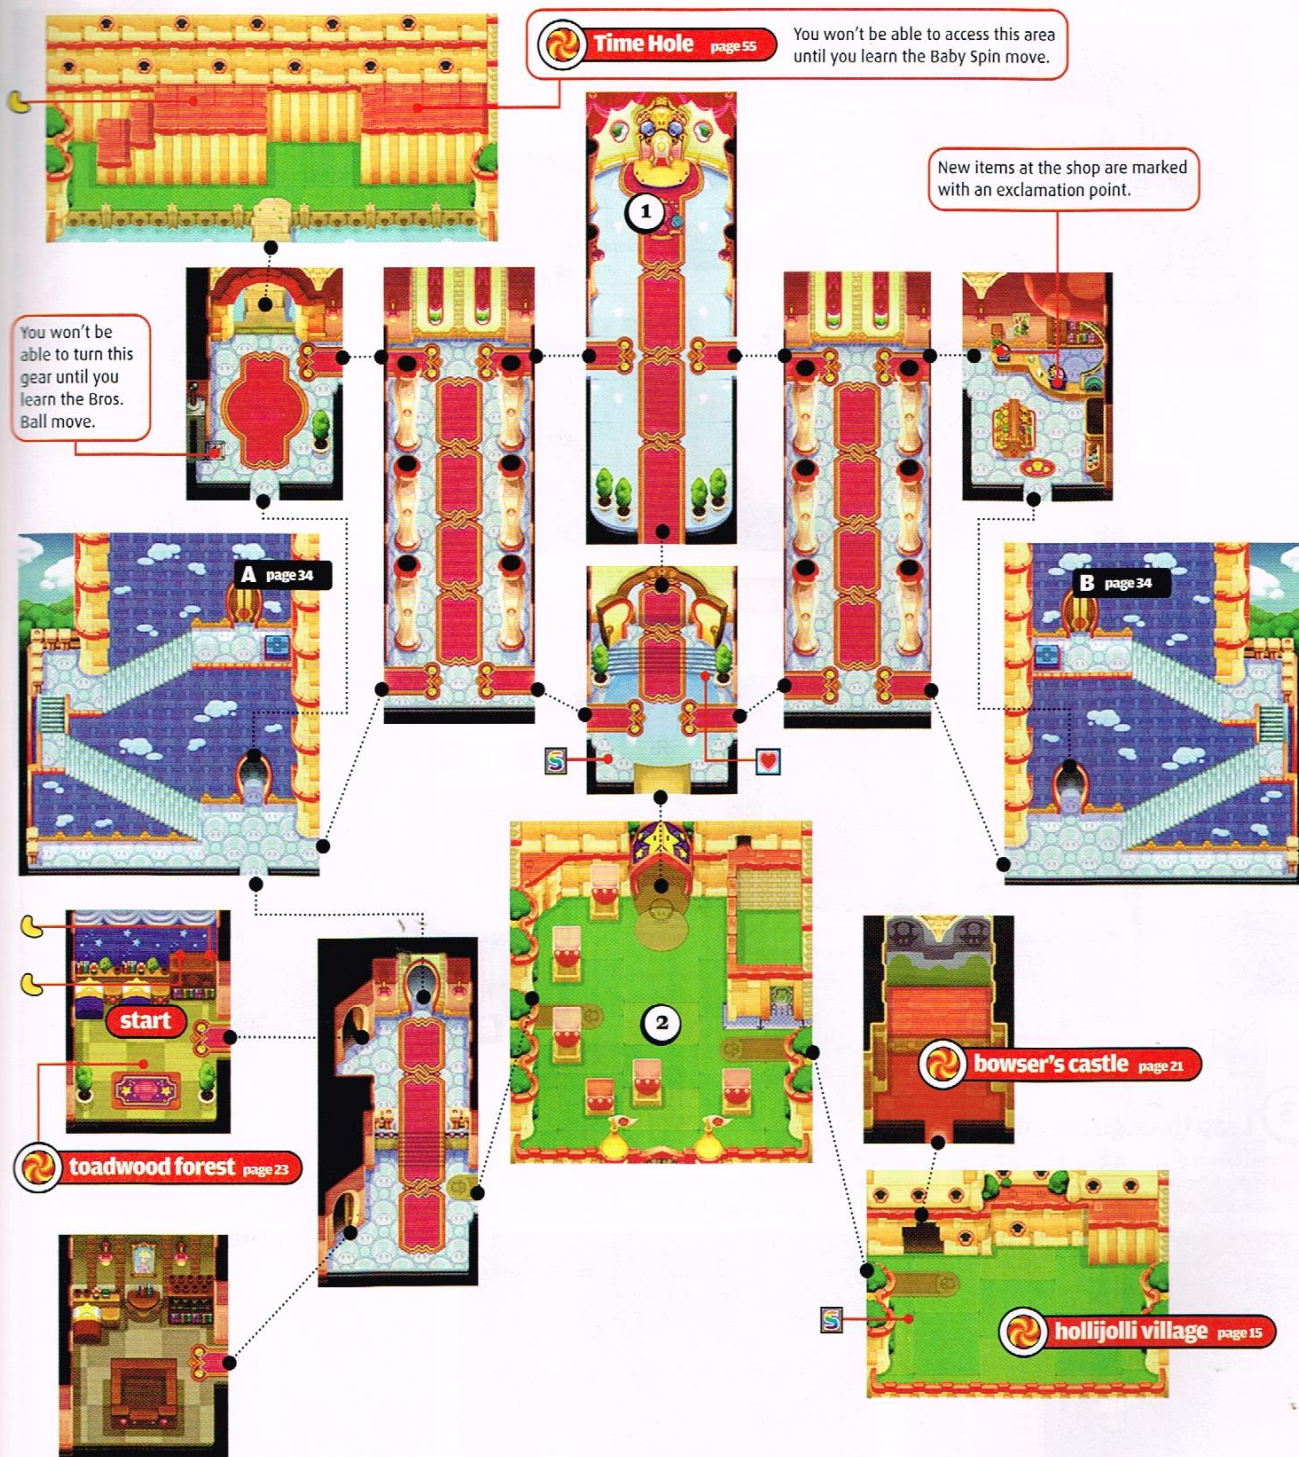 Time Hole page 55
You won't be able to access this area
until you learn the Baby Spin move.
New items at the shop are marked
with an exclamation point.
1
You won't be
able to turn this
gear until you
learn the Bros.
Ball move.
A page 34
B page 34
S
start
2
bowser's castle page 21
toadwood forest page 23
S
hollijolli village page 15